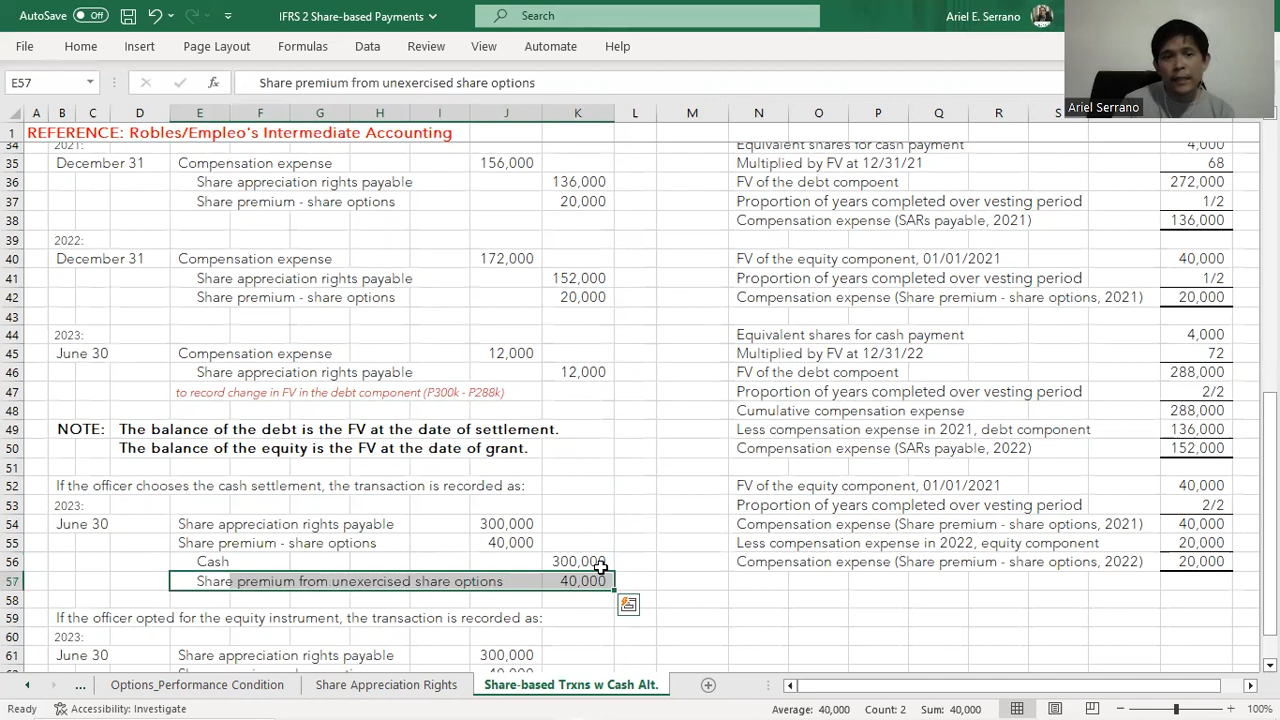 AutoSave Off IFRS 2 Share-based Payments Search Ariel E. Serrano
File Home Insert Page Layout Formulas Data Review View Automate Help
E57 fx Share premium from unexercised share options
Ariel Serrano
A B C D E F G H I J K L M N O P Q R S
1 REFERENCE: Robles/Empleo's Intermediate Accounting
34 2021: Equivalent shares for cash payment 4,000
35 December 31 Compensation expense 156,000 Multiplied by FV at 12/31/21 68
36 Share appreciation rights payable 136,000 FV of the debt compoent 272,000
37 Share premium - share options 20,000 Proportion of years completed over vesting period 1/2
38 Compensation expense (SARs payable, 2021) 136,000
39 2022:
40 December 31 Compensation expense 172,000 FV of the equity component, 01/01/2021 40,000
41 Share appreciation rights payable 152,000 Proportion of years completed over vesting period 1/2
42 Share premium - share options 20,000 Compensation expense (Share premium - share options, 2021) 20,000
43
44 2023: Equivalent shares for cash payment 4,000
45 June 30 Compensation expense 12,000 Multiplied by FV at 12/31/22 72
46 Share appreciation rights payable 12,000 FV of the debt compoent 288,000
47 to record change in FV in the debt component (P300k - P288k) Proportion of years completed over vesting period 2/2
48 Cumulative compensation expense 288,000
49 NOTE: The balance of the debt is the FV at the date of settlement. Less compensation expense in 2021, debt component 136,000
50 The balance of the equity is the FV at the date of grant. Compensation expense (SARs payable, 2022) 152,000
51
52 If the officer chooses the cash settlement, the transaction is recorded as: FV of the equity component, 01/01/2021 40,000
53 2023: Proportion of years completed over vesting period 2/2
54 June 30 Share appreciation rights payable 300,000 Compensation expense (Share premium - share options, 2021) 40,000
55 Share premium - share options 40,000 Less compensation expense in 2022, equity component 20,000
56 Cash 300,000 Compensation expense (Share premium - share options, 2022) 20,000
57 Share premium from unexercised share options 40,000
58
59 If the officer opted for the equity instrument, the transaction is recorded as:
60 2023:
61 June 30 Share appreciation rights payable 300,000
... Options_Performance Condition Share Appreciation Rights Share-based Trxns w Cash Alt.
Ready Accessibility: Investigate Average: 40,000 Count: 2 Sum: 40,000 100%